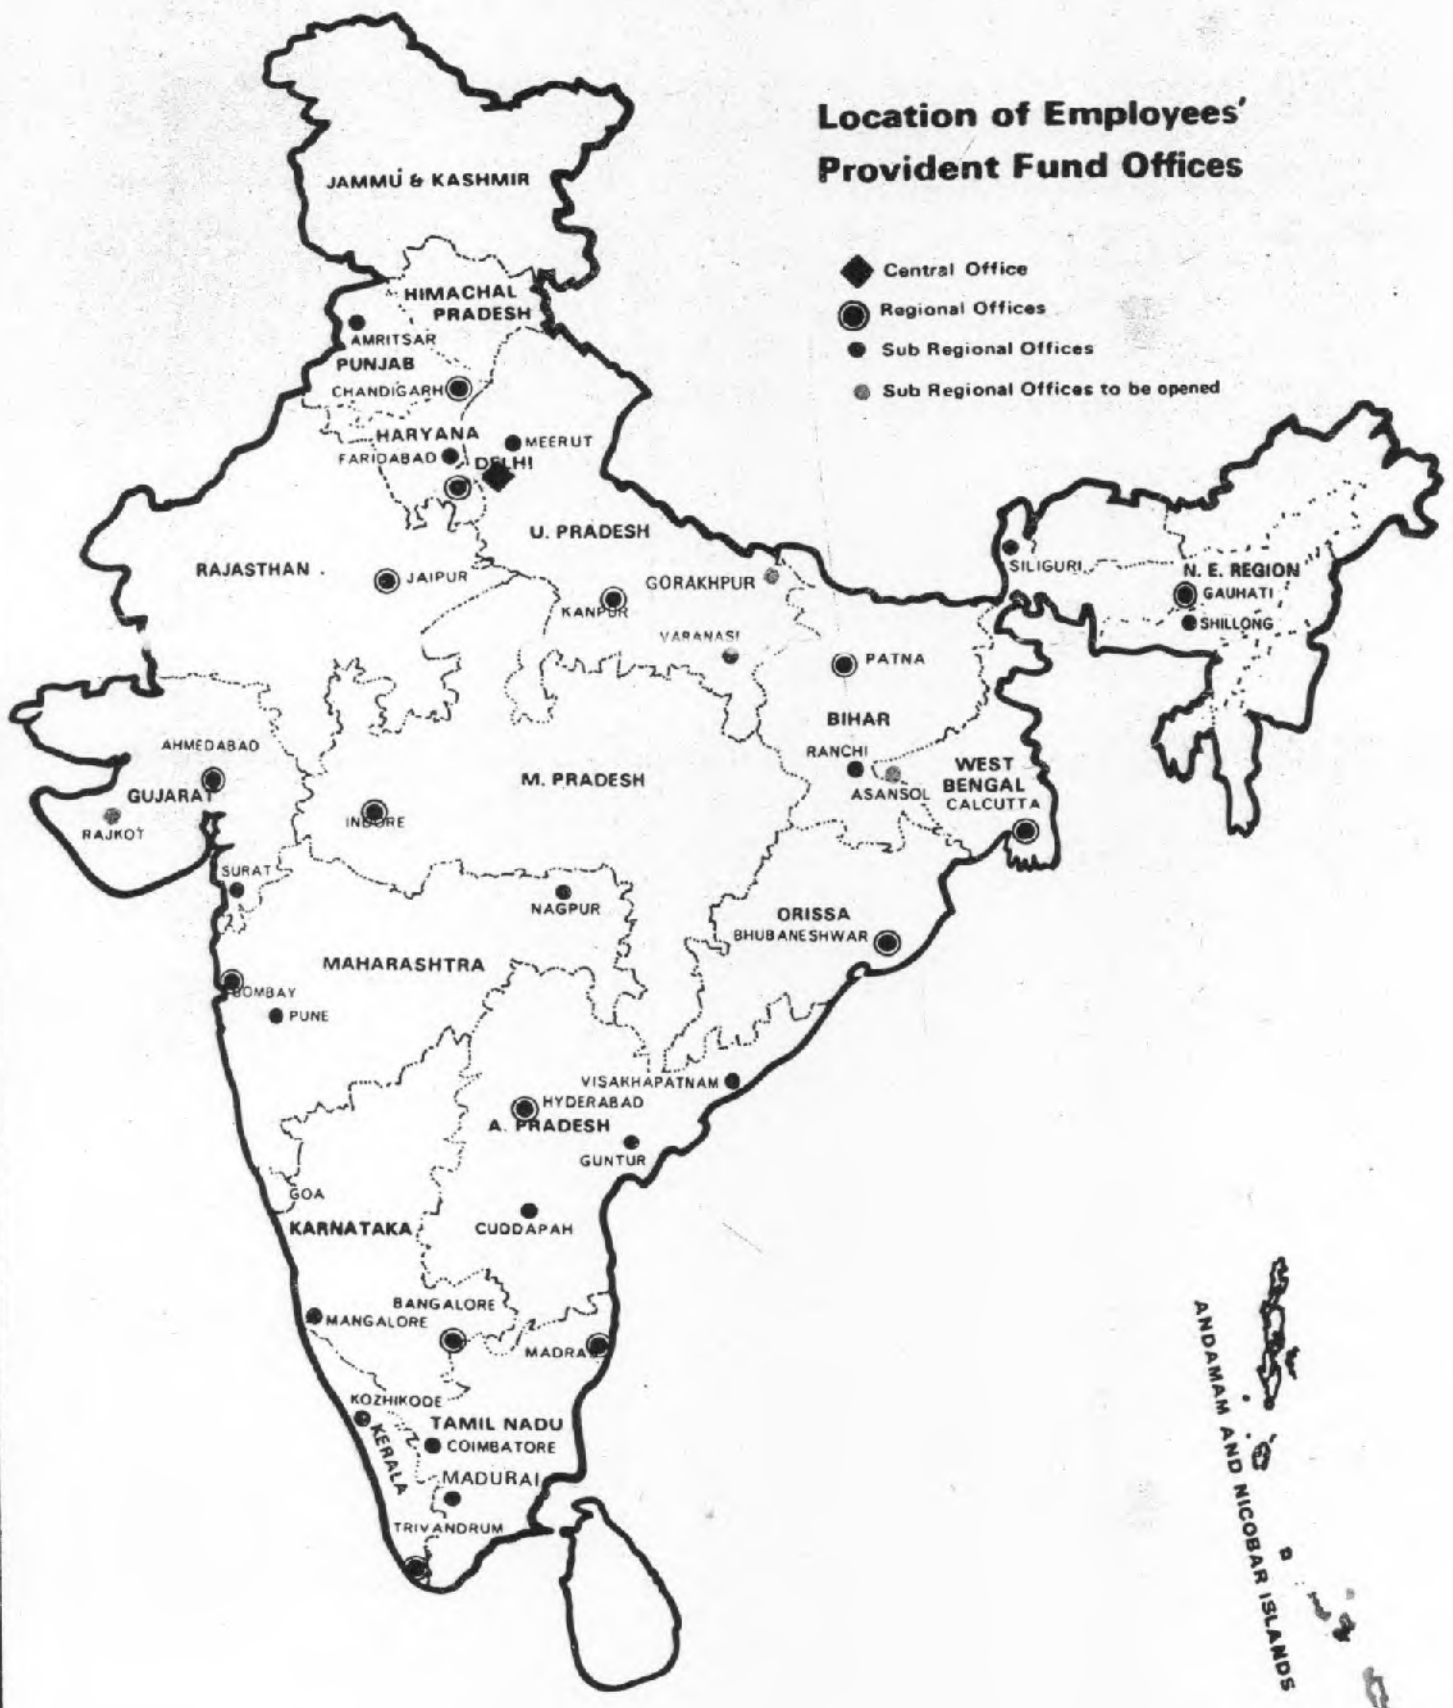 Location of Employees'
Provident Fund Offices
Central Office
Regional Offices
Sub Regional Offices
Sub Regional Offices to be opened
JAMMU & KASHMIR
HIMACHAL
PRADESH
AMRITSAR
PUNJAB
CHANDIGARH
HARYANA
MEERUT
FARIDABAD
DELHI
U. PRADESH
RAJASTHAN
JAIPUR
GORAKHPUR
KANPUR
VARANASI
SILIGURI
N. E. REGION
GAUHATI
SHILLONG
PATNA
BIHAR
RANCHI
ASANSOL
WEST
BENGAL
CALCUTTA
AHMEDABAD
GUJARAT
RAJKOT
M. PRADESH
INDORE
SURAT
NAGPUR
ORISSA
BHUBANESHWAR
MAHARASHTRA
BOMBAY
PUNE
VISAKHAPATNAM
HYDERABAD
A. PRADESH
GUNTUR
GOA
KARNATAKA
CUDDAPAH
BANGALORE
MANGALORE
MADRAS
KOZHIKODE
TAMIL NADU
KERALA
COIMBATORE
MADURAI
TRIVANDRUM
ANDAMAM AND NICOBAR ISLANDS